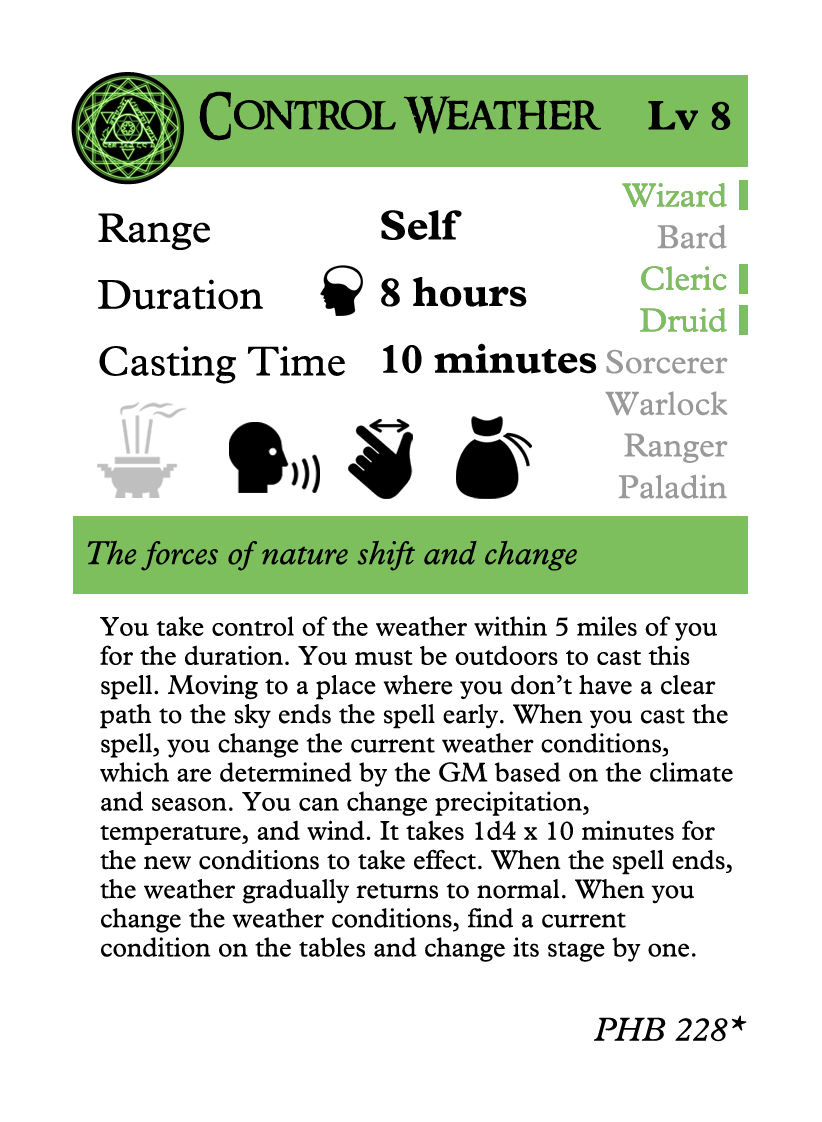 CONTROL WEATHER Lv 8
Range Self
Duration 8 hours
Casting Time 10 minutes
Wizard
Bard
Cleric
Druid
Sorcerer
Warlock
Ranger
Paladin
The forces of nature shift and change
You take control of the weather within 5 miles of you
for the duration. You must be outdoors to cast this
spell. Moving to a place where you don’t have a clear
path to the sky ends the spell early. When you cast the
spell, you change the current weather conditions,
which are determined by the GM based on the climate
and season. You can change precipitation,
temperature, and wind. It takes 1d4 x 10 minutes for
the new conditions to take effect. When the spell ends,
the weather gradually returns to normal. When you
change the weather conditions, find a current
condition on the tables and change its stage by one.
PHB 228*